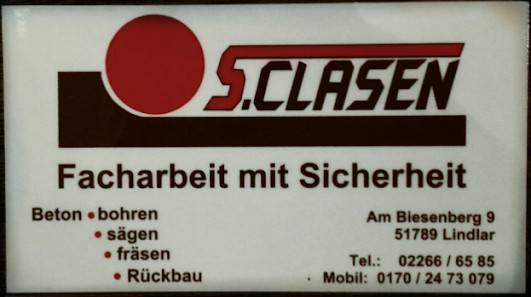 S.CLASEN
Facharbeit mit Sicherheit
Beton • bohren
• sägen
• fräsen
• Rückbau
Am Biesenberg 9
51789 Lindlar
Tel.: 02266 / 65 85
Mobil: 0170 / 24 73 079